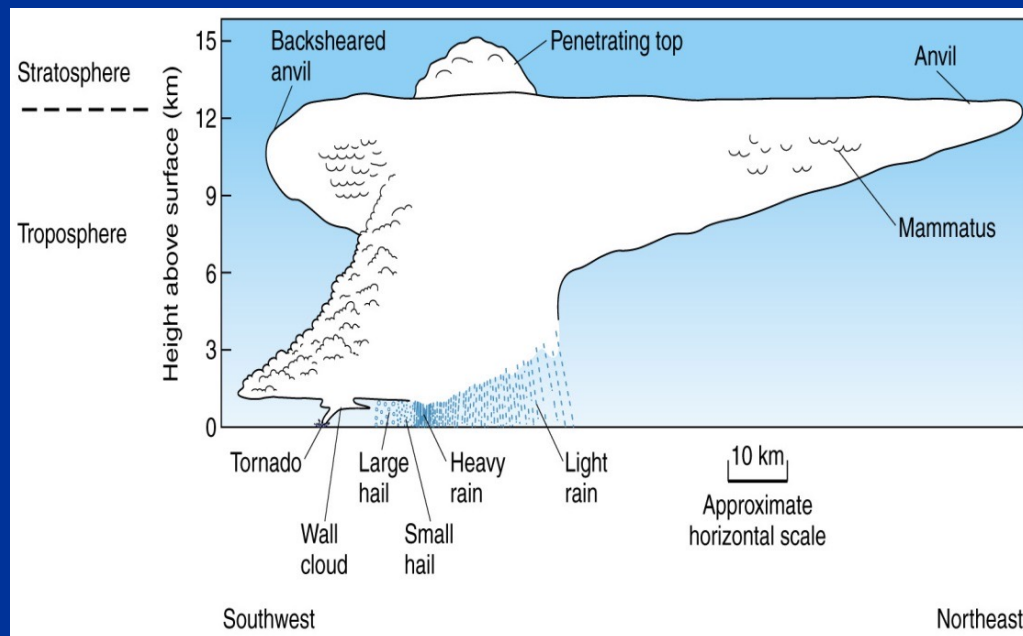 Stratosphere
Troposphere
Height above surface (km)
15
12
9
6
3
0
Backsheared
anvil
Penetrating top
Anvil
Mammatus
Tornado
Wall
cloud
Large
hail
Small
hail
Heavy
rain
Light
rain
10 km
Approximate
horizontal scale
Southwest
Northeast